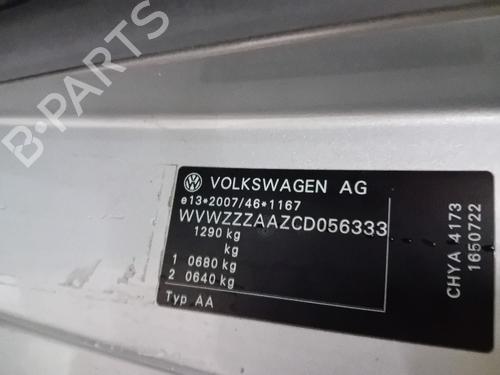 B-PARTS
VOLKSWAGEN AG
e13*2007/46*1167
WVWZZZAAZCD056333
1290 kg
kg
1 0680 kg
2 0640 kg
Typ AA
CHYA 4173
1650722